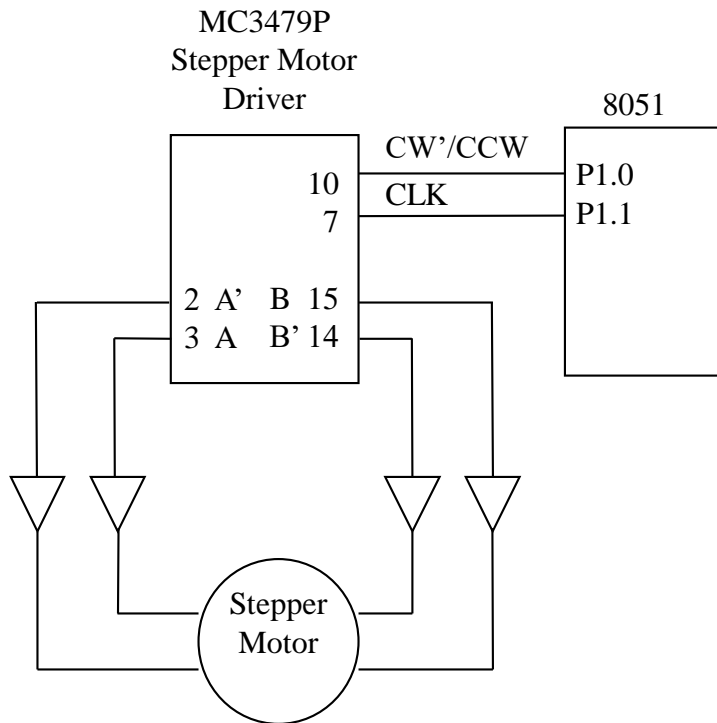 MC3479P
Stepper Motor
Driver
8051
CW’/CCW
10
P1.0
CLK
7
P1.1
2 A’ B 15
3 A B’ 14
Stepper
Motor